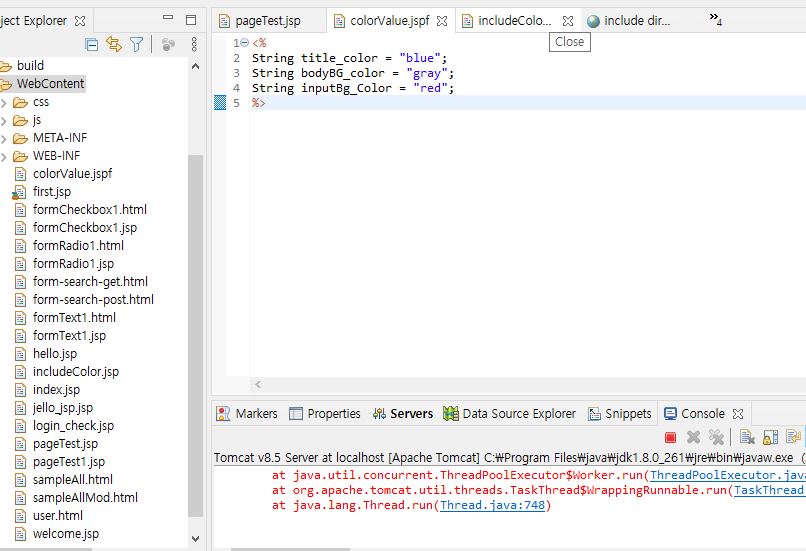 ject Explorer
build
WebContent
css
js
META-INF
WEB-INF
colorValue.jspf
first.jsp
formCheckbox1.html
formCheckbox1.jsp
formRadio1.html
formRadio1.jsp
form-search-get.html
form-search-post.html
formText1.html
formText1.jsp
hello.jsp
includeColor.jsp
index.jsp
jello_jsp.jsp
login_check.jsp
pageTest.jsp
pageTest1.jsp
sampleAll.html
sampleAllMod.html
user.html
welcome.jsp
pageTest.jsp colorValue.jspf includeColo... include dir... »4
Close
1 <%
2 String title_color = "blue";
3 String bodyBG_color = "gray";
4 String inputBg_Color = "red";
5 %>
Markers Properties Servers Data Source Explorer Snippets Console
Tomcat v8.5 Server at localhost [Apache Tomcat] C:₩Program Files₩java₩jdk1.8.0_261₩jre₩bin₩javaw.exe (
at java.util.concurrent.ThreadPoolExecutor$Worker.run(ThreadPoolExecutor.java
at org.apache.tomcat.util.threads.TaskThread$WrappingRunnable.run(TaskThread
at java.lang.Thread.run(Thread.java:748)